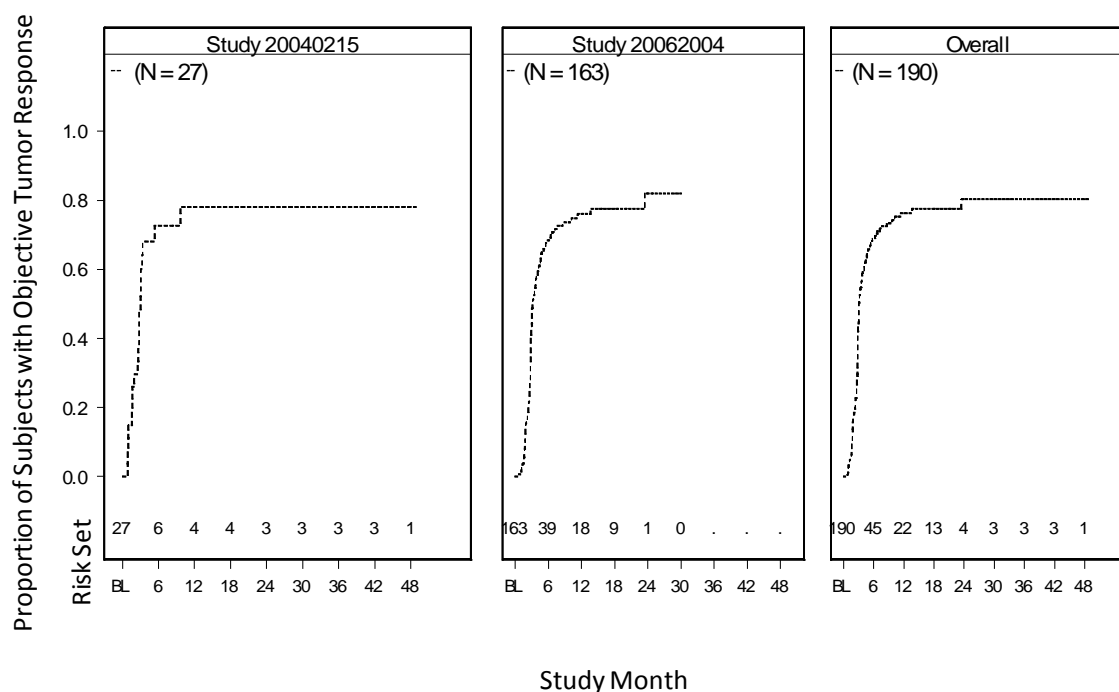 Proportion of Subjects with Objective Tumor Response
Study 20040215
Study 20062004
Overall
(N = 27)
(N = 163)
(N = 190)
1.0
0.8
0.6
0.4
0.2
0.0
Risk Set
27 6 4 4 3 3 3 3 1
163 39 18 9 1 0 . . .
190 45 22 13 4 3 3 3 1
BL 6 12 18 24 30 36 42 48
BL 6 12 18 24 30 36 42 48
BL 6 12 18 24 30 36 42 48
Study Month